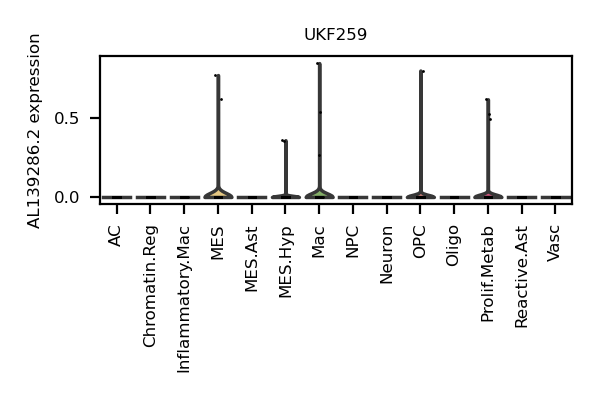 UKF259
AL139286.2 expression
0.5
0.0
AC
Chromatin.Reg
Inflammatory.Mac
MES
MES.Ast
MES.Hyp
Mac
NPC
Neuron
OPC
Oligo
Prolif.Metab
Reactive.Ast
Vasc